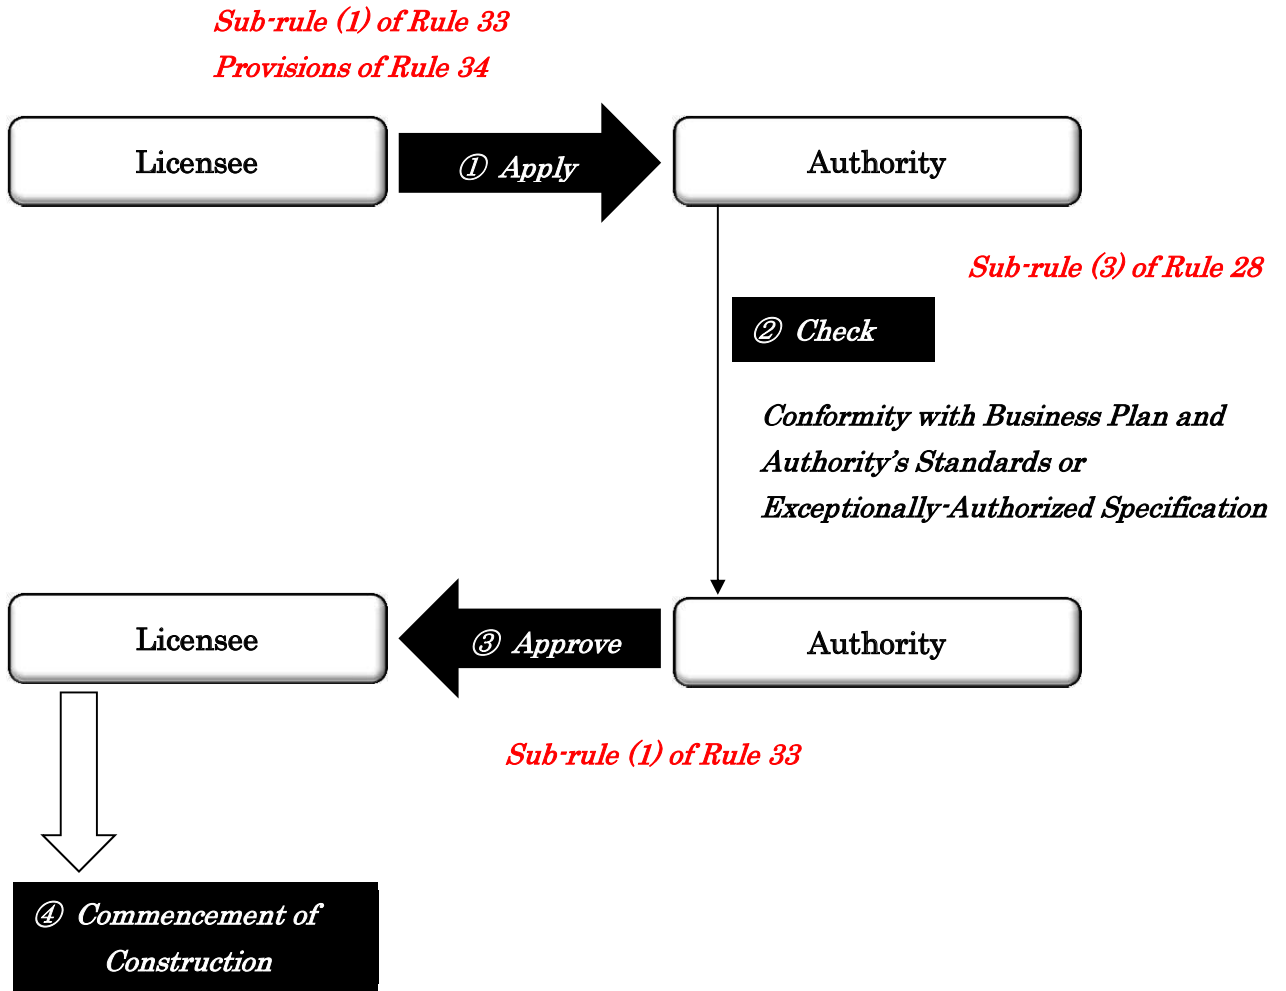 Sub-rule (1) of Rule 33
Provisions of Rule 34
Licensee
① Apply
Authority
Sub-rule (3) of Rule 28
② Check
Conformity with Business Plan and
Authority’s Standards or
Exceptionally-Authorized Specification
Licensee
③ Approve
Authority
Sub-rule (1) of Rule 33
④ Commencement of
Construction